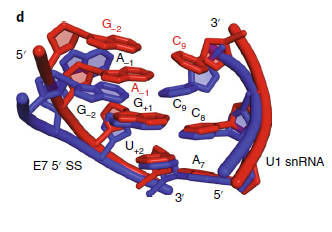 d
G-2
C9
3'
5'
A-1
A-1
G-2
G+1
C9
C8
U+2
A7
E7 5' SS
U1 snRNA
3'
5'